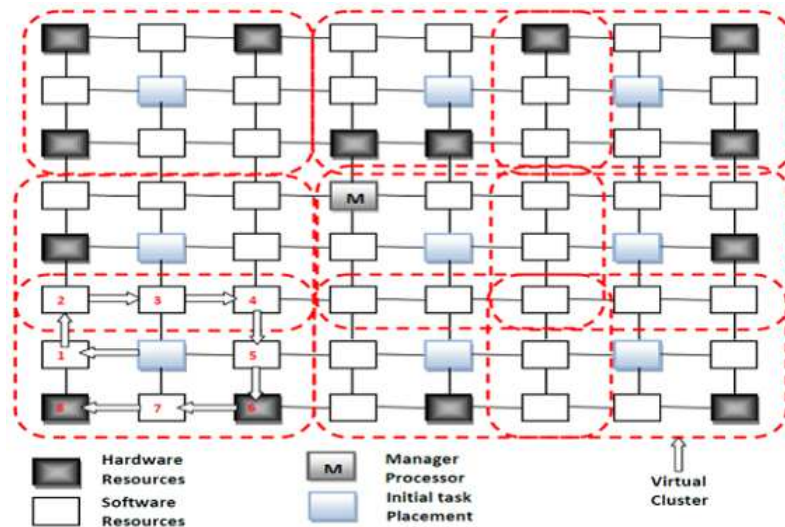 M
2 3 4
1 5
8 7 6
Hardware
Resources
Software
Resources
M
Manager
Processor
Initial task
Placement
Virtual
Cluster